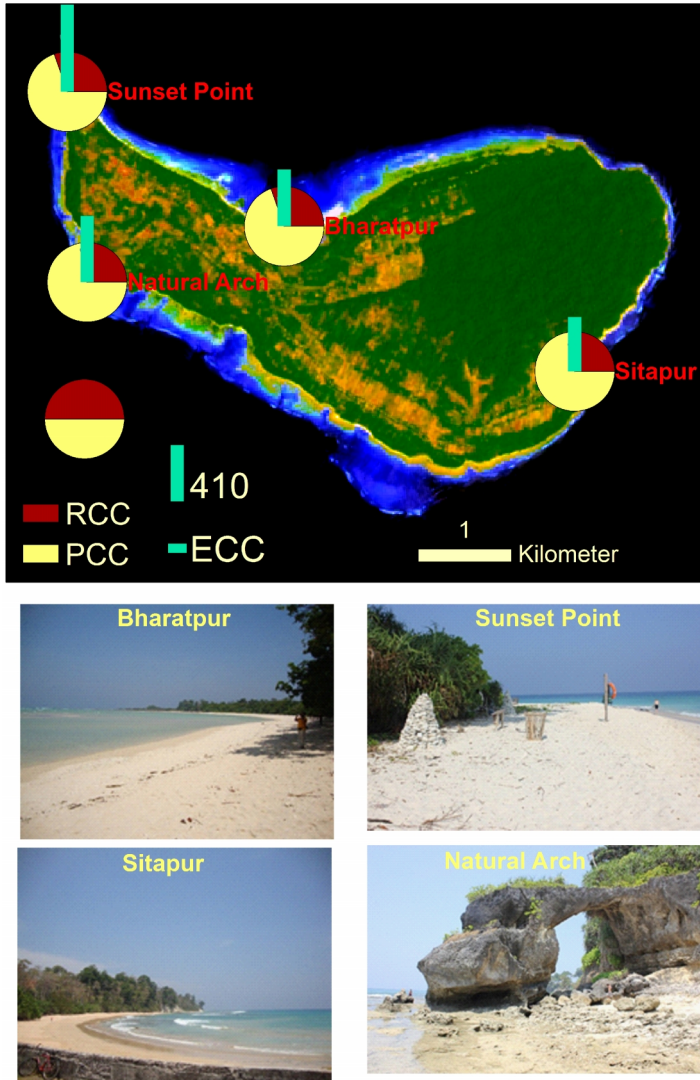 Sunset Point
Bharatpur
Natural Arch
Sitapur
410
RCC
PCC
ECC
1
Kilometer
Bharatpur
Sunset Point
Sitapur
Natural Arch